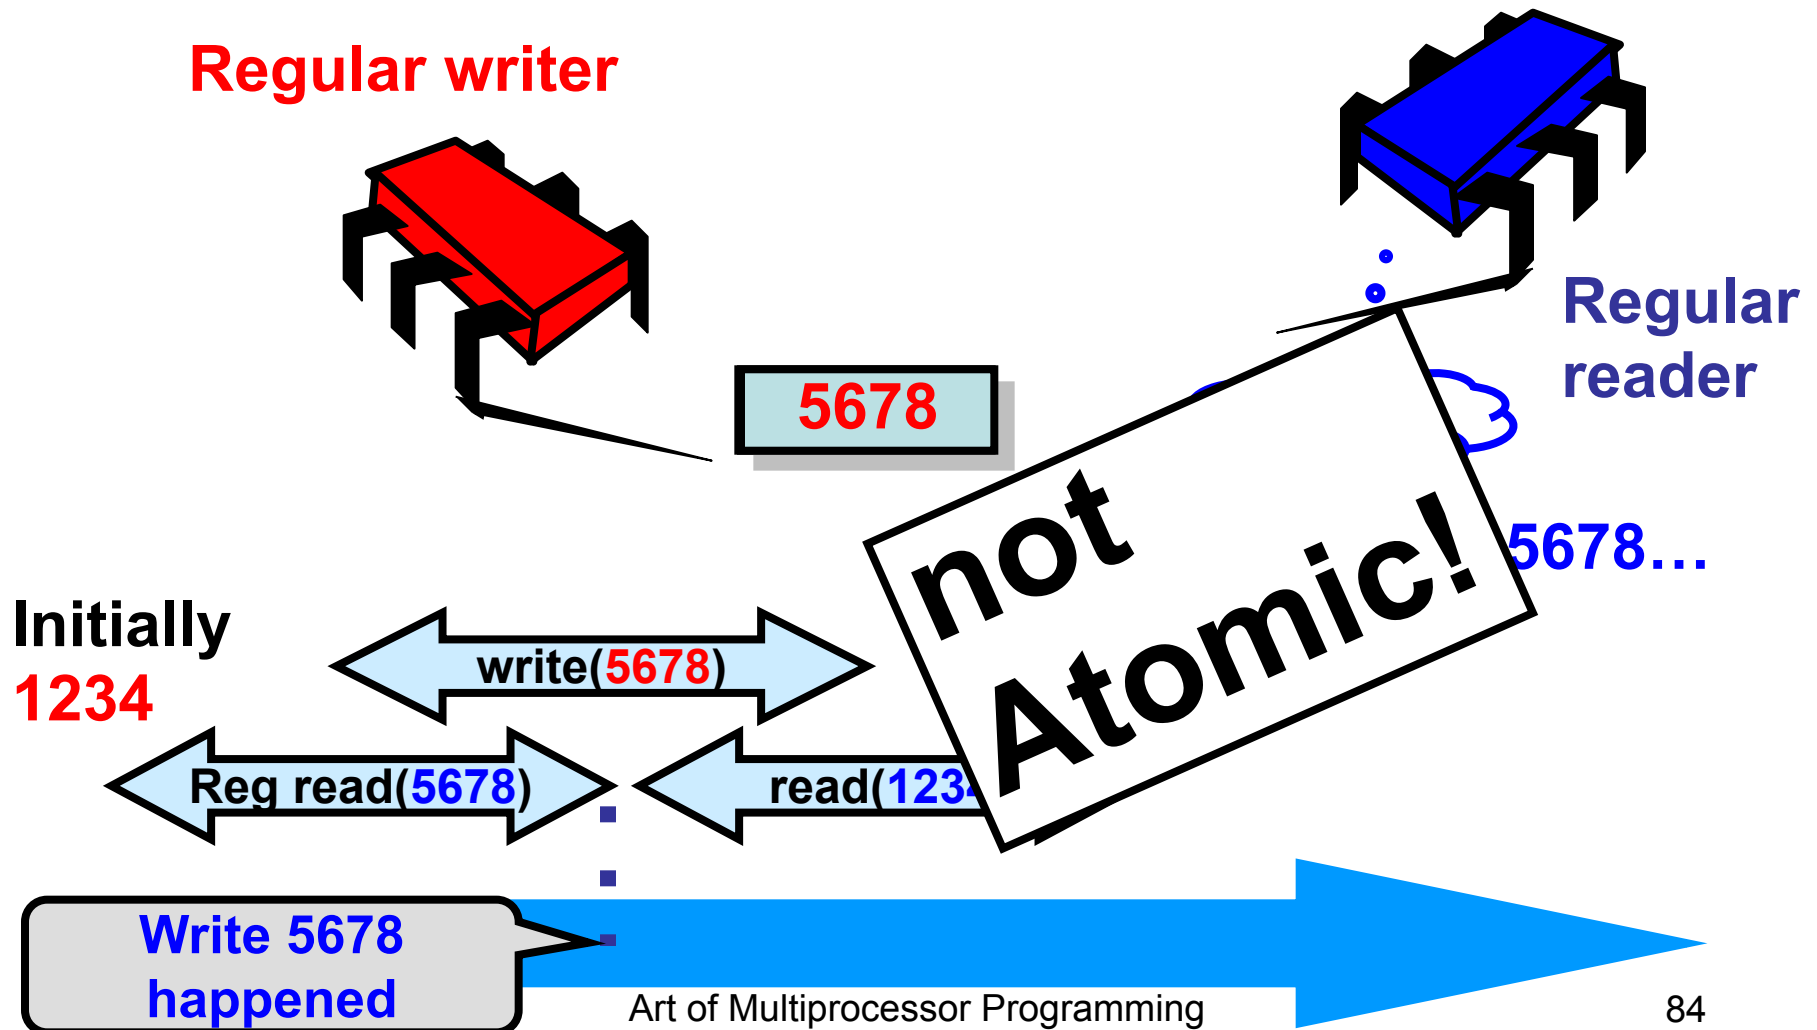 Regular writer
Regular
reader
5678
not
Atomic!
5678…
Initially
1234
write(5678)
Reg read(5678)
read(123
Write 5678
happened
Art of Multiprocessor Programming
84